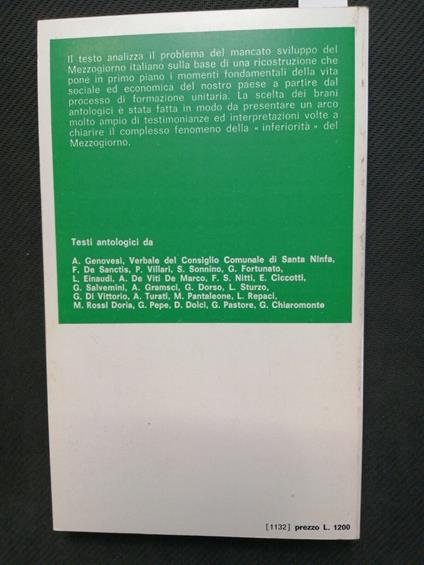 Il testo analizza il problema del mancato sviluppo del
Mezzogiorno italiano sulla base di una ricostruzione che
pone in primo piano i momenti fondamentali della vita
sociale ed economica del nostro paese a partire dal
processo di formazione unitaria. La scelta dei brani
antologici è stata fatta in modo da presentare un arco
molto ampio di testimonianze ed interpretazioni volte a
chiarire il complesso fenomeno della « inferiorità » del
Mezzogiorno.
Testi antologici da
A. Genovesi, Verbale del Consiglio Comunale di Santa Ninfa,
F. De Sanctis, P. Villari, S. Sonnino, G. Fortunato,
L. Einaudi, A. De Viti De Marco, F. S. Nitti, E. Ciccotti,
G. Salvemini, A. Gramsci, G. Dorso, L. Sturzo,
G. Di Vittorio, A. Turati, M. Pantaleone, L. Repaci,
M. Rossi Doria, G. Pepe, D. Dolci, G. Pastore, G. Chiaromonte
[1132] prezzo L. 1200